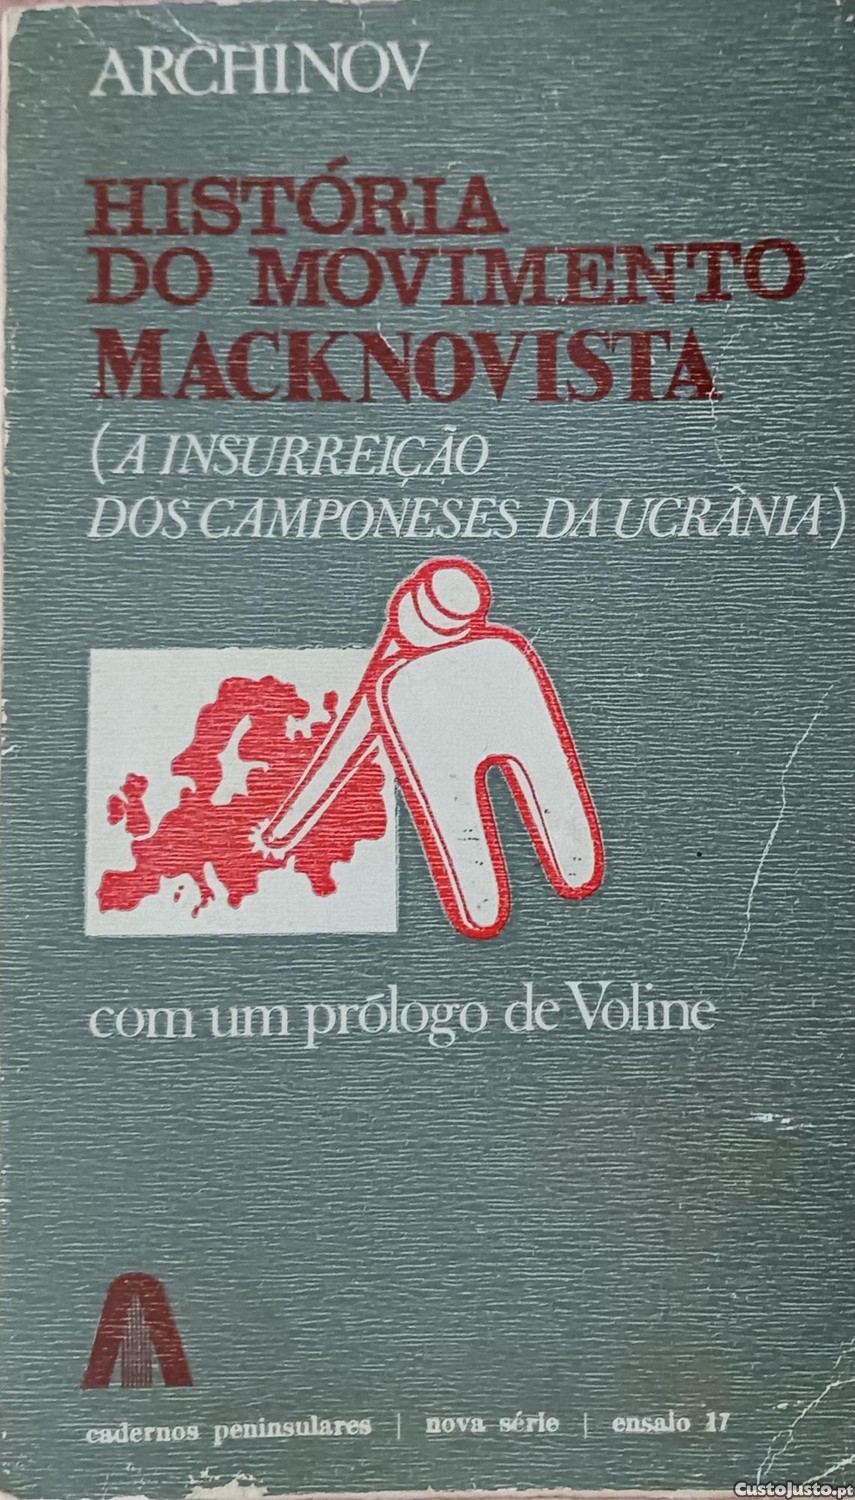 ARCHINOV
HISTÓRIA
DO MOVIMENTO
MACKNOVISTA
(A INSURREIÇÃO
DOS CAMPONESES DA UCRÂNIA)
com um prólogo de Voline
cadernos peninsulares | nova série | ensaio 17
CustoJusto.pt